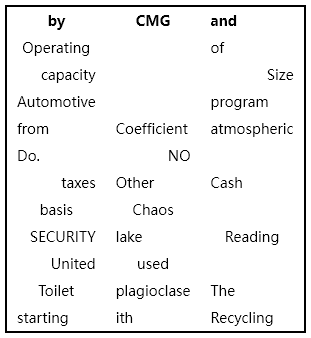 by CMG and
Operating of
capacity Size
Automotive program
from Coefficient atmospheric
Do. NO
taxes Other Cash
basis Chaos
SECURITY lake Reading
United used
Toilet plagioclase The
starting ith Recycling